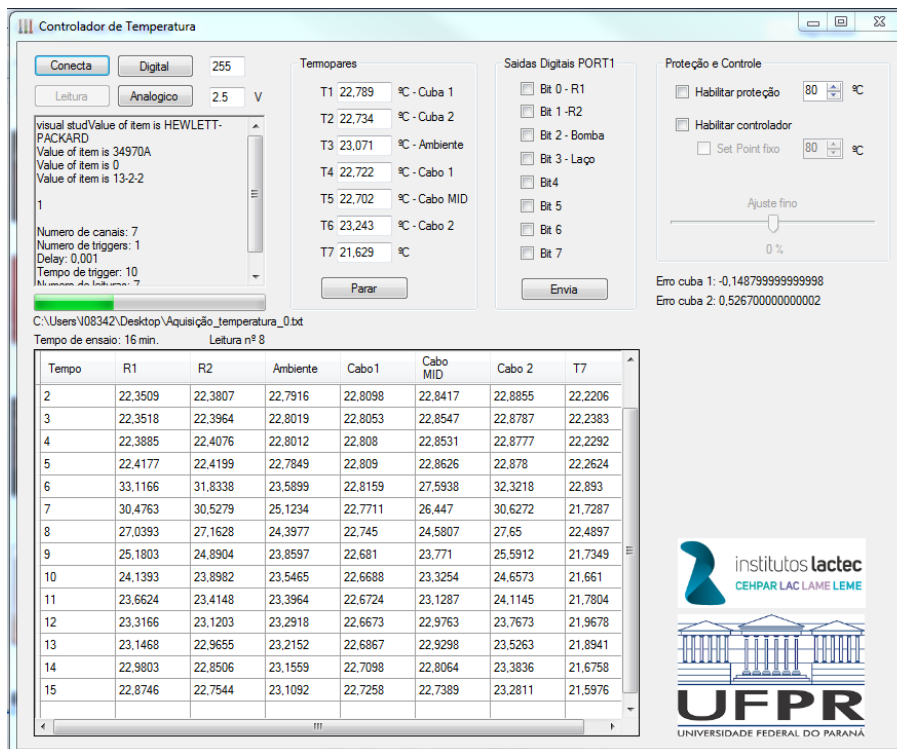 Controlador de Temperatura
Conecta Digital 255
Leitura Analogico 2.5 V
visual studValue of item is HEWLETT-
PACKARD
Value of item is 34970A
Value of item is 0
Value of item is 13-2-2
1
Numero de canais: 7
Numero de triggers: 1
Delay: 0,001
Tempo de trigger: 10
Numero de leituras: 7
Termopares
T1 22,789 ºC - Cuba 1
T2 22,734 ºC - Cuba 2
T3 23,071 ºC - Ambiente
T4 22,722 ºC - Cabo 1
T5 22,702 ºC - Cabo MID
T6 23,243 ºC - Cabo 2
T7 21,629 ºC
Parar
Saidas Digitais PORT1
Bit 0 - R1
Bit 1 -R2
Bit 2 - Bomba
Bit 3 - Laço
Bit4
Bit 5
Bit 6
Bit 7
Envia
Proteção e Controle
Habilitar proteção 80 ºC
Habilitar controlador
Set Point fixo 80 ºC
Ajuste fino
0 %
Erro cuba 1: -0,148799999999998
Erro cuba 2: 0,526700000000002
C:\Users\I08342\Desktop\Aquisição_temperatura_0.txt
Tempo de ensaio: 16 min. Leitura nº 8
Tempo R1 R2 Ambiente Cabo1 Cabo MID Cabo 2 T7
2 22,3509 22,3807 22,7916 22,8098 22,8417 22,8855 22,2206
3 22,3518 22,3964 22,8019 22,8053 22,8547 22,8787 22,2383
4 22,3885 22,4076 22,8012 22,808 22,8531 22,8777 22,2292
5 22,4177 22,4199 22,7849 22,809 22,8626 22,878 22,2624
6 33,1166 31,8338 23,5899 22,8159 27,5938 32,3218 22,893
7 30,4763 30,5279 25,1234 22,7711 26,447 30,6272 21,7287
8 27,0393 27,1628 24,3977 22,745 24,5807 27,65 22,4897
9 25,1803 24,8904 23,8597 22,681 23,771 25,5912 21,7349
10 24,1393 23,8982 23,5465 22,6688 23,3254 24,6573 21,661
11 23,6624 23,4148 23,3964 22,6724 23,1287 24,1145 21,7804
12 23,3166 23,1203 23,2918 22,6673 22,9763 23,7673 21,9678
13 23,1468 22,9655 23,2152 22,6867 22,9298 23,5263 21,8941
14 22,9803 22,8506 23,1559 22,7098 22,8064 23,3836 21,6758
15 22,8746 22,7544 23,1092 22,7258 22,7389 23,2811 21,5976
institutos lactec
CEHPAR LAC LAME LEME
UFPR
UNIVERSIDADE FEDERAL DO PARANÁ